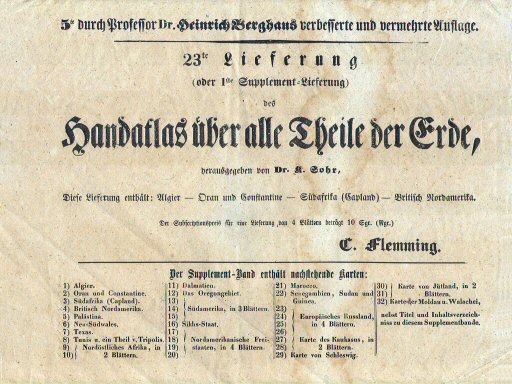 5te durch Professor Dr. Heinrich Berghaus verbesserte und vermehrte Auflage.
23te Lieferung
(oder 1ste Supplement-Lieferung)
des
Handatlas über alle Theile der Erde,
herausgegeben von Dr. K. Sohr,
Diese Lieferung enthält: Algier — Oran und Constantine — Südafrika (Capland) — Britisch Nordamerika.
Der Subscriptionspreis für eine Lieferung von 4 Blättern beträgt 10 Sgr. (Ngr.)
C. Flemming.
Der Supplement-Band enthält nachstehende Karten:
1) Algier.
2) Oran und Constantine.
3) Südafrika (Capland).
4) Britisch Nordamerika.
5) Palästina.
6) Neu-Südwales.
7) Texas.
8) Tunis u. ein Theil v. Tripolis.
9) Nordöstliches Afrika, in
10) 2 Blättern.
11) Dalmatien.
12) Das Oregongebiet.
13)
14) Südamerika, in 3 Blättern.
15)
16) Sikhs-Staat.
17)
18) Nordamerikanische Frei-
19) staaten, in 4 Blättern.
20)
21) Marocco.
22) Senegambien, Sudan und
Guinea.
23)
24) Europäisches Russland,
25) in 4 Blättern.
26)
27) Karte des Kaukasus, in
28) 2 Blättern.
29) Karte von Schleswig.
30) Karte von Jütland, in 2
31) Blättern.
32) Karte der Moldau u. Walachei,
nebst Titel und Inhaltsverzeich-
niss zu diesem Supplementbande.